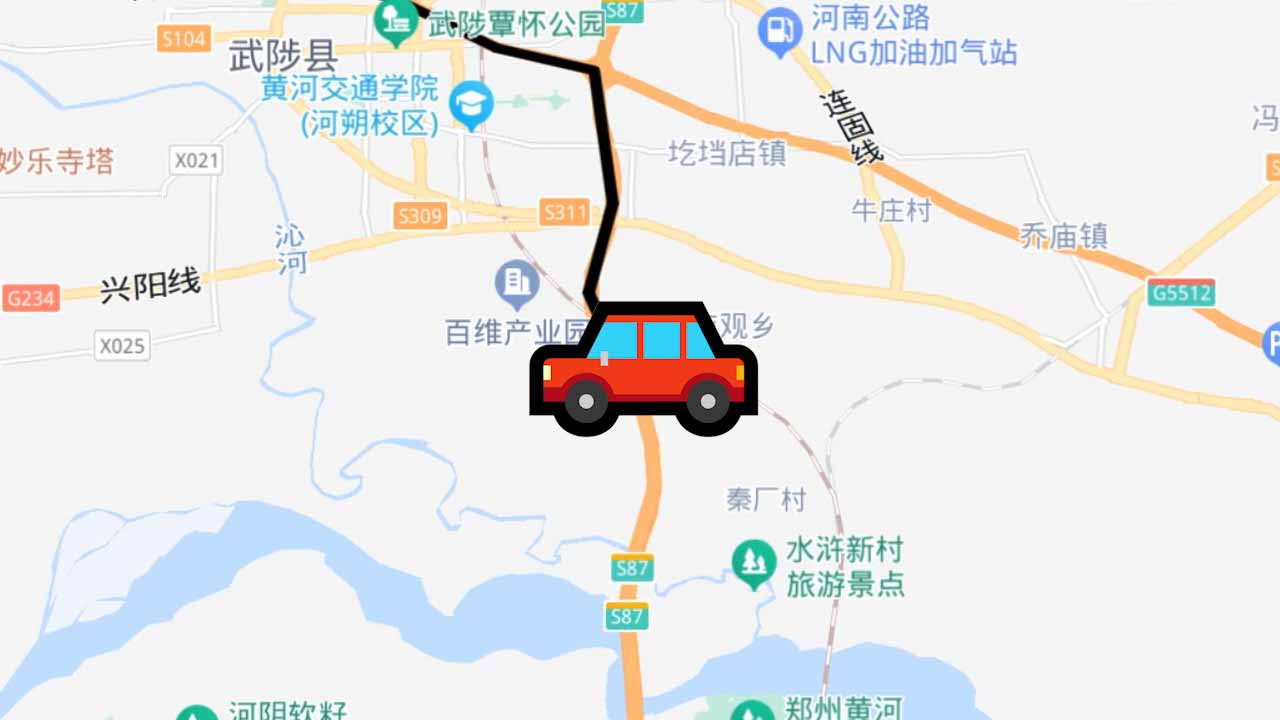 S87
武陟覃怀公园
河南公路
LNG加油加气站
S104
武陟县
黄河交通学院
(河朔校区)
连固线
冯
妙乐寺塔
X021
圪垱店镇
S309
S311
牛庄村
沁河
乔庙镇
兴阳线
G234
G5512
百维产业园
观乡
X025
P
秦厂村
水浒新村
旅游景点
S87
S87
河阴软籽
郑州黄河